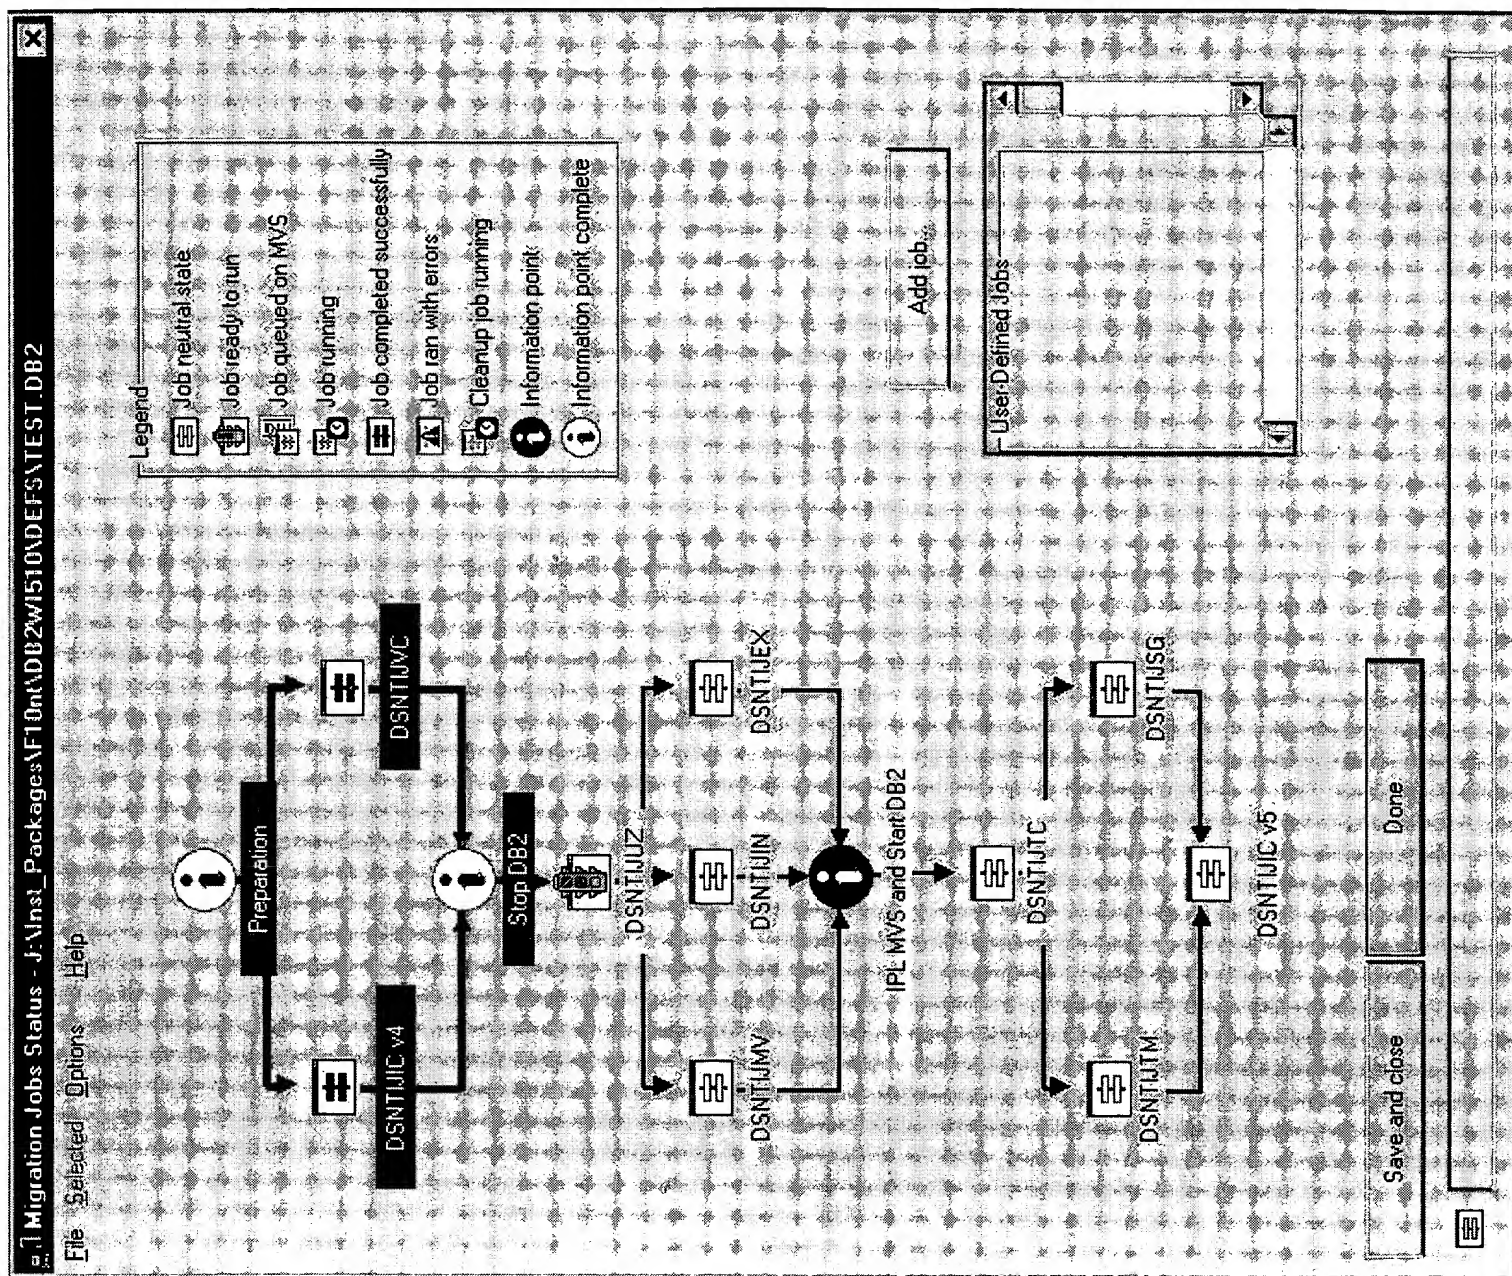 Migration Jobs Status - J:\Inst_Packages\F10nt\DB2WI510\DEFS\TEST.DB2
File Selected Options Help
Preparation
DSNTIJIC v4
DSNTIJVC
Stop DB2
DSNTIJUZ
DSNTIJMV
DSNTIJIN
DSNTIJEX
IPL MVS and Start DB2
DSNTIJTC
DSNTIJTM
DSNTIJSG
DSNTIJIC v5
Save and close
Done
Legend
Job neutral state
Job ready to run
Job queued on MVS
Job running
Job completed successfully
Job ran with errors
Cleanup job running
Information point
Information point complete
Add job...
User-Defined Jobs